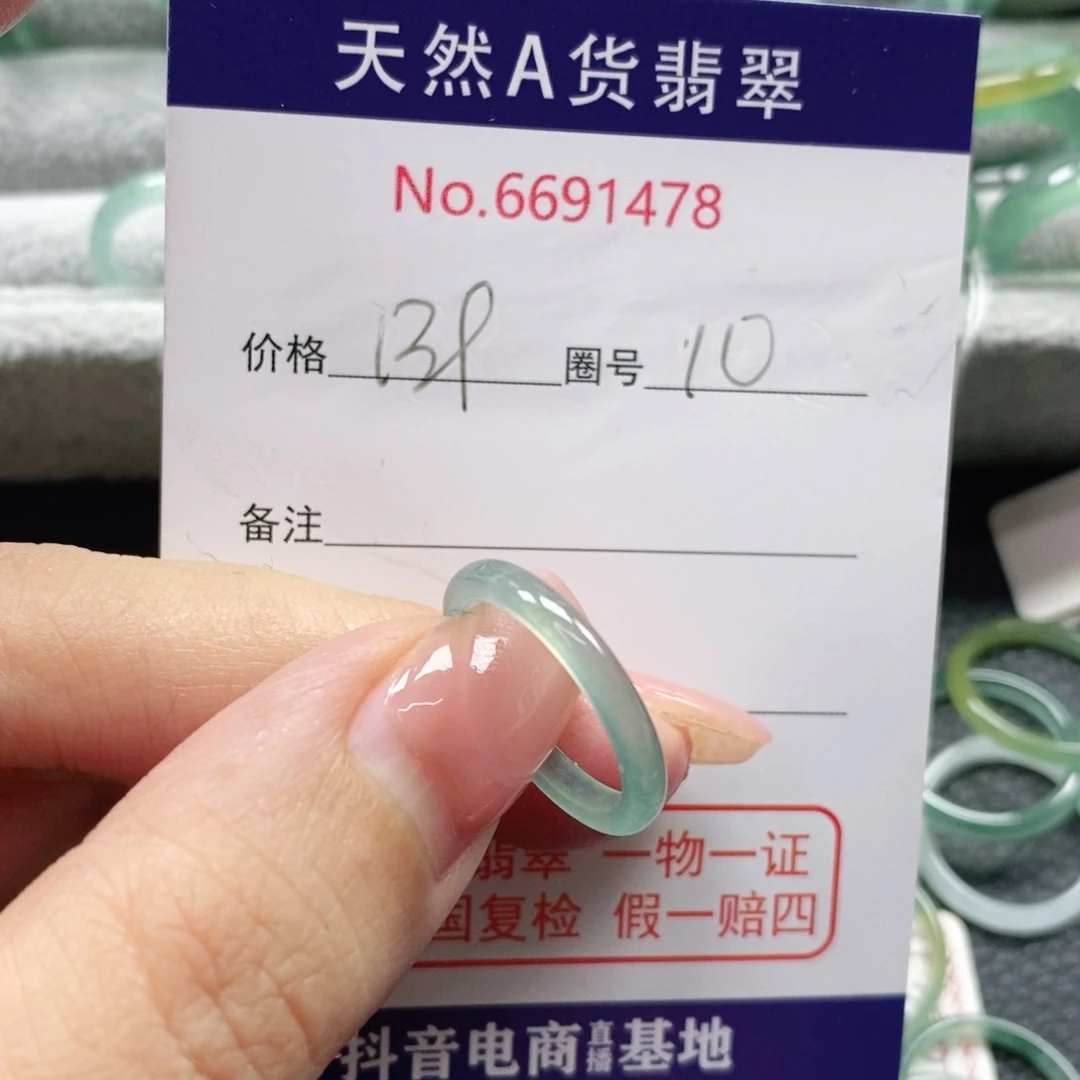 天然A货翡翠
No.6691478
价格 139 圈号 10
备注
翡翠 一物一证
国复检 假一赔四
抖音电商直播基地